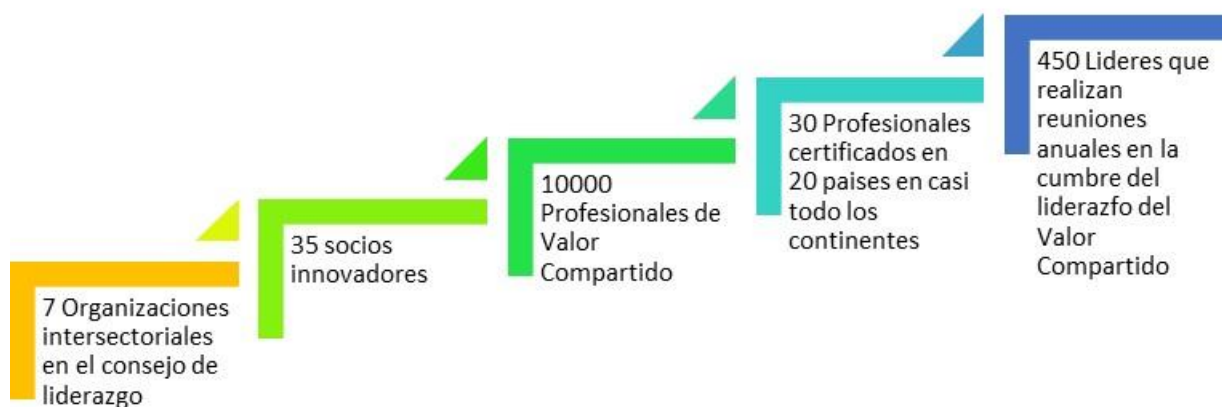 7 Organizaciones
intersectoriales
en el consejo de
liderazgo
35 socios
innovadores
10000
Profesionales de
Valor
Compartido
30 Profesionales
certificados en
20 paises en casi
todo los
continentes
450 Lideres que
realizan
reuniones
anuales en la
cumbre del
liderazfo del
Valor
Compartido